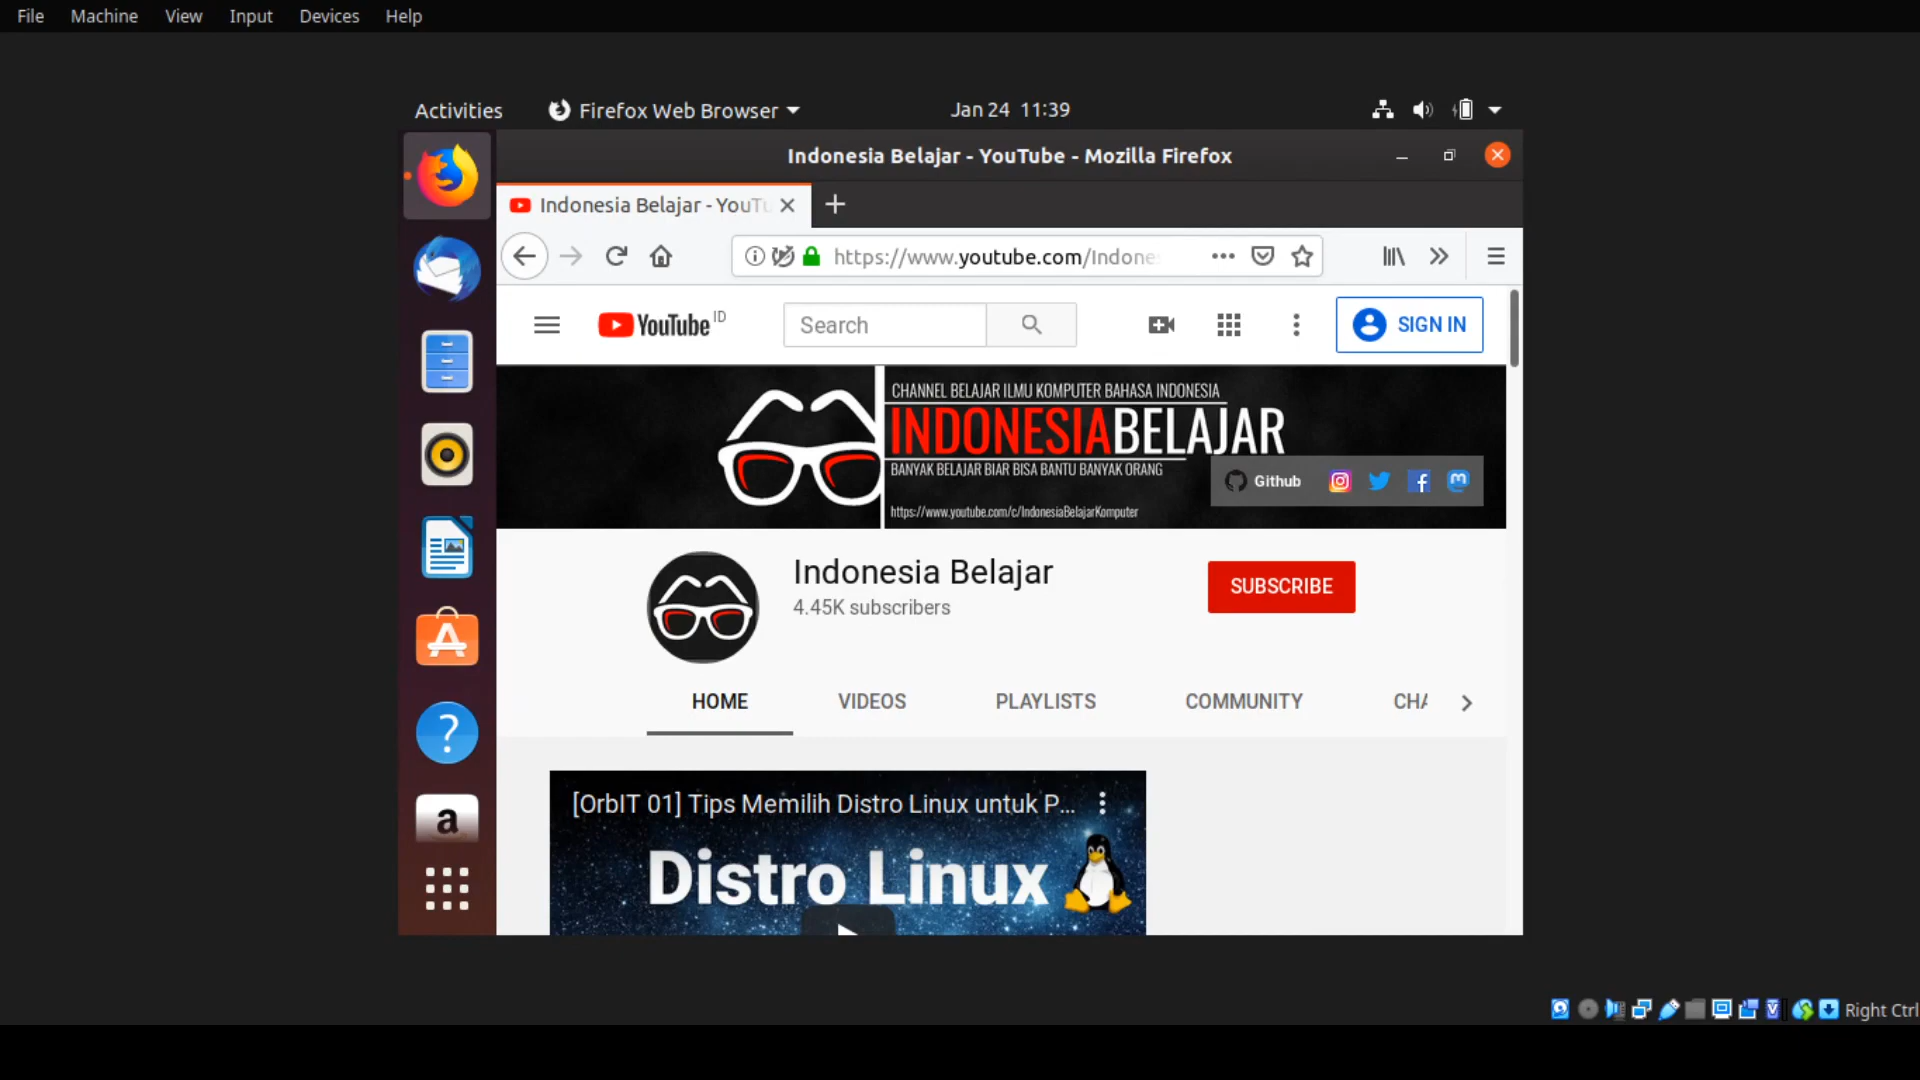 File Machine View Input Devices Help
Activities Firefox Web Browser Jan 24 11:39
Indonesia Belajar - YouTube - Mozilla Firefox
Indonesia Belajar - YouTu
https://www.youtube.com/Indone
YouTube ID Search SIGN IN
CHANNEL BELAJAR ILMU KOMPUTER BAHASA INDONESIA
INDONESIABELAJAR
BANYAK BELAJAR BIAR BISA BANTU BANYAK ORANG
Github
https://www.youtube.com/c/IndonesiaBelajarKomputer
Indonesia Belajar
4.45K subscribers
SUBSCRIBE
HOME VIDEOS PLAYLISTS COMMUNITY CHA
[OrbIT 01] Tips Memilih Distro Linux untuk P...
Distro Linux
Right Ctrl